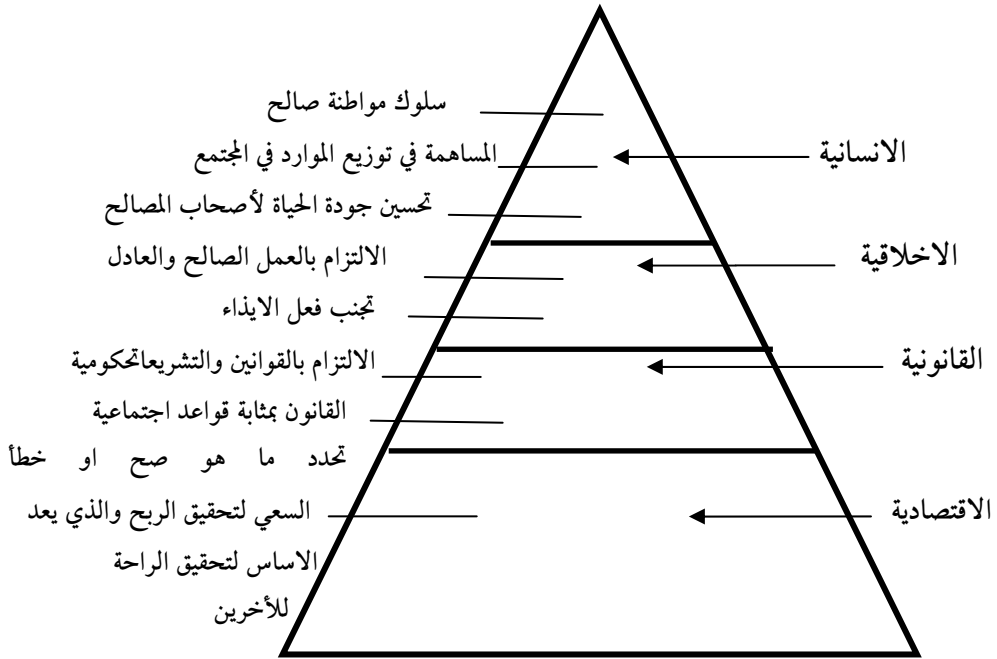 سلوك مواطنة صالح
الانسانية
المساهمة في توزيع الموارد في المجتمع
تحسين جودة الحياة لأصحاب المصالح
الاخلاقية
الالتزام بالعمل الصالح والعادل
تجنب فعل الايذاء
القانونية
الالتزام بالقوانين والتشريعاتحكومية
القانون بمثابة قواعد اجتماعية
تحدد ما هو صح او خطأ
الاقتصادية
السعي لتحقيق الربح والذي يعد
الاساس لتحقيق الراحة
للأخرين